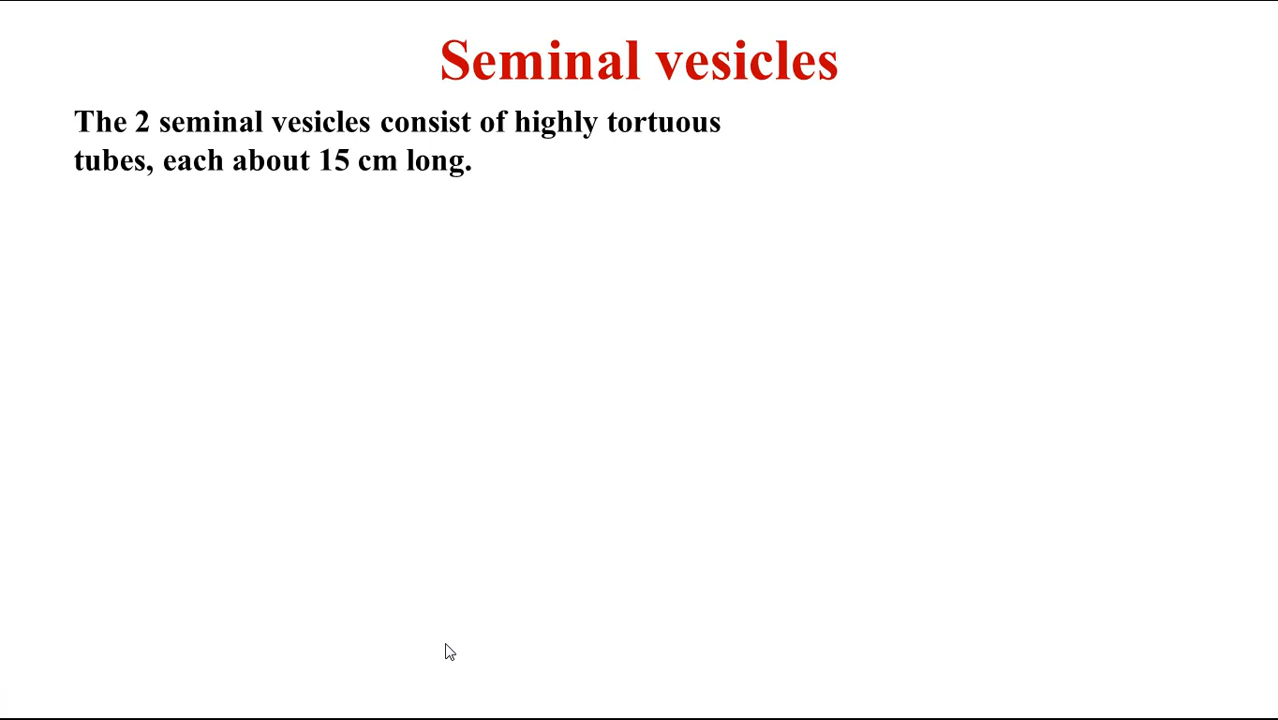 Seminal vesicles
The 2 seminal vesicles consist of highly tortuous
tubes, each about 15 cm long.